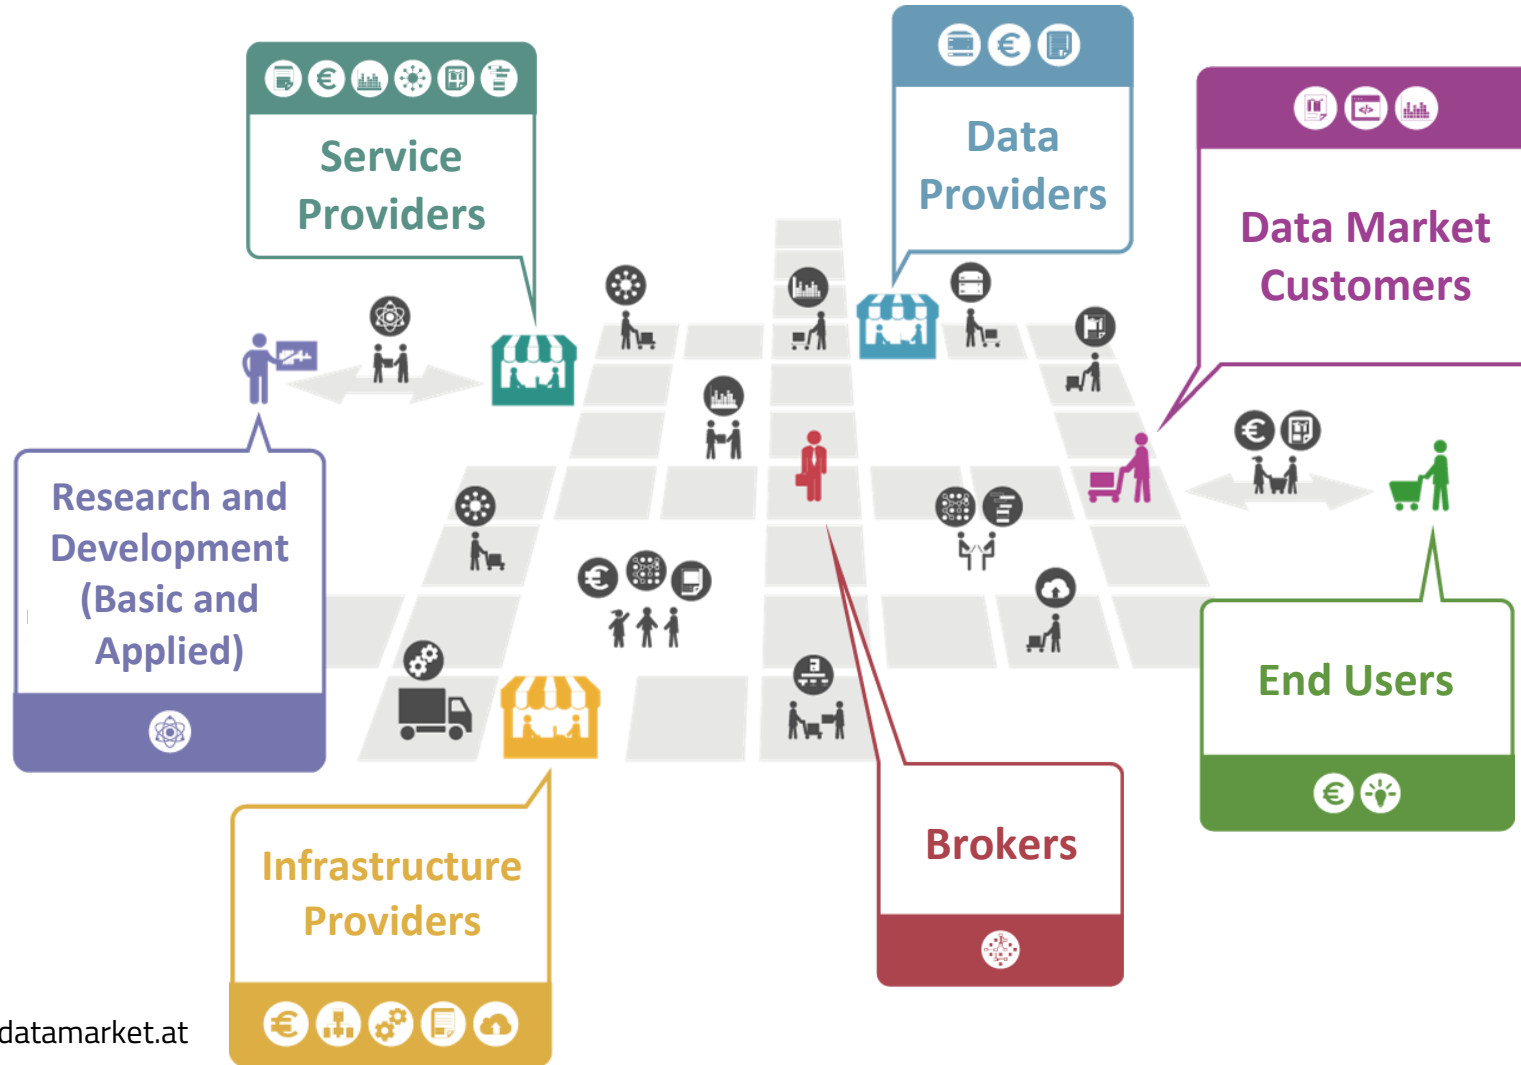 Service
Providers
Data
Providers
Data Market
Customers
Research and
Development
(Basic and
Applied)
End Users
Infrastructure
Providers
Brokers
datamarket.at